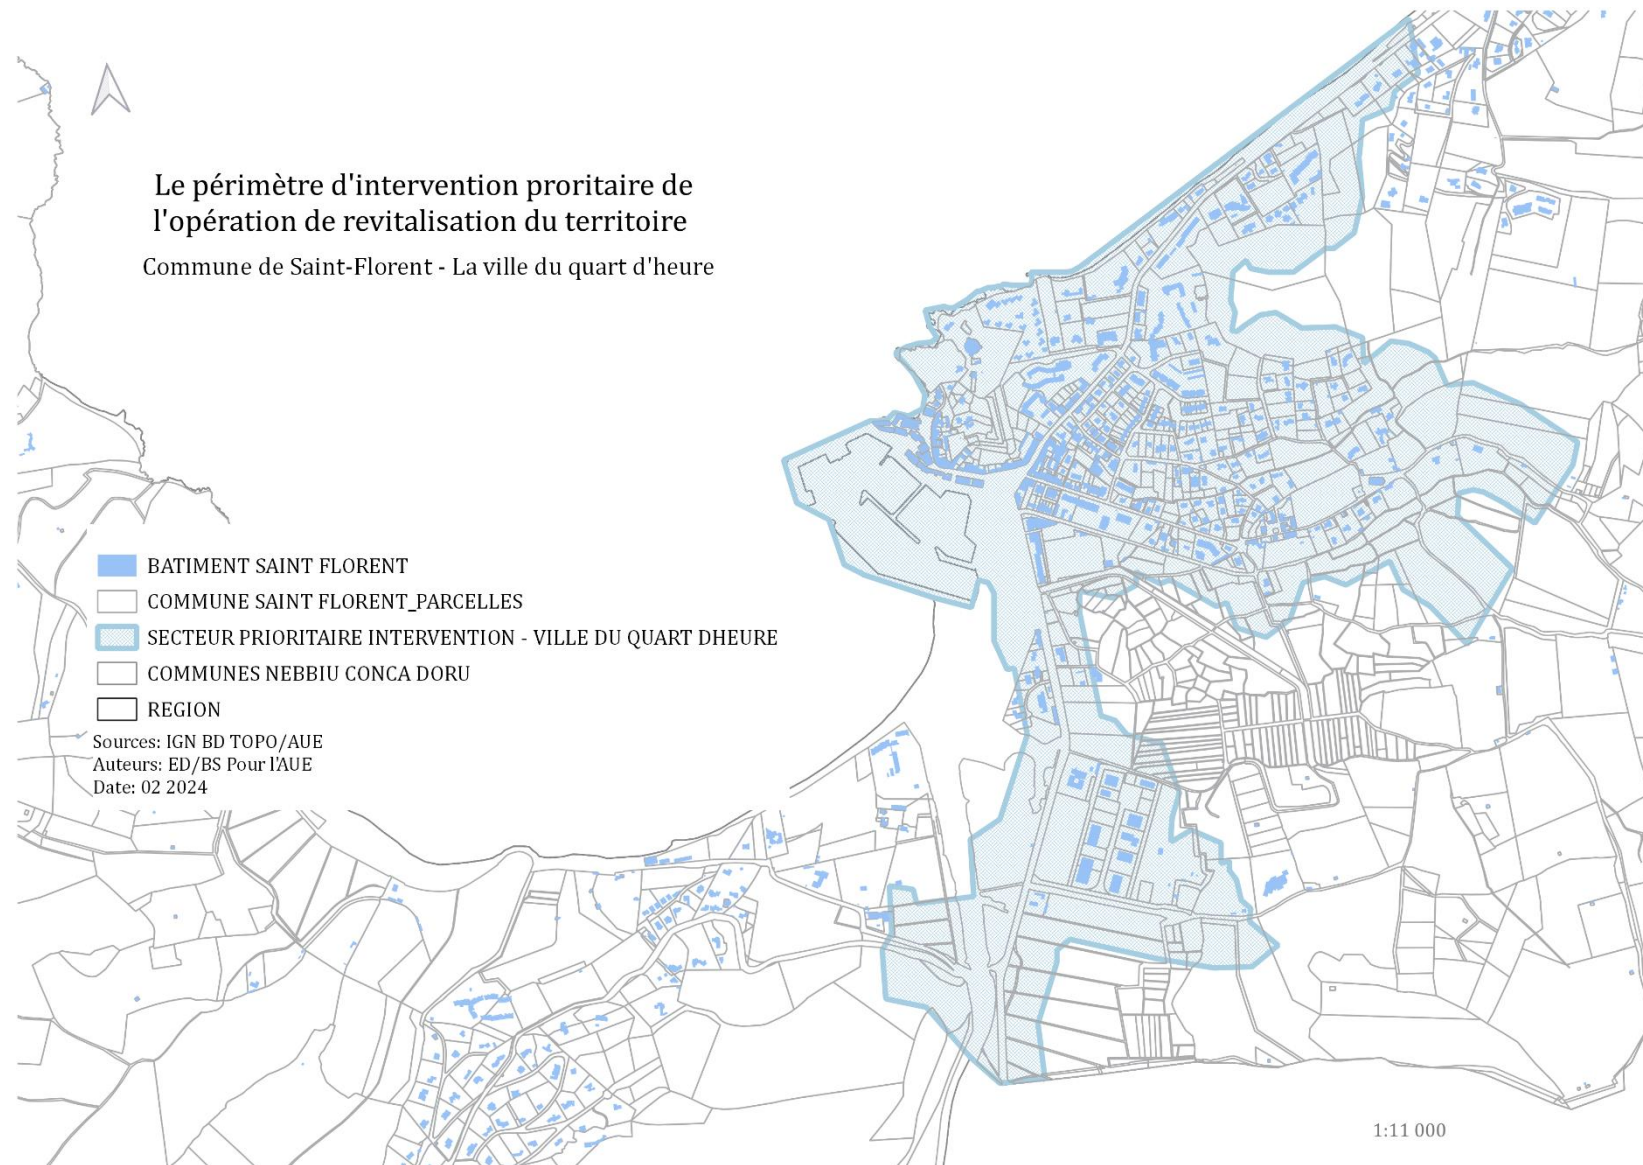 Le périmètre d'intervention proritaire de
l'opération de revitalisation du territoire
Commune de Saint-Florent - La ville du quart d'heure
BATIMENT SAINT FLORENT
COMMUNE SAINT FLORENT_PARCELLES
SECTEUR PRIORITAIRE INTERVENTION - VILLE DU QUART DHEURE
COMMUNES NEBBIU CONCA DORU
REGION
Sources: IGN BD TOPO/AUE
Auteurs: ED/BS Pour l'AUE
Date: 02 2024
1:11 000